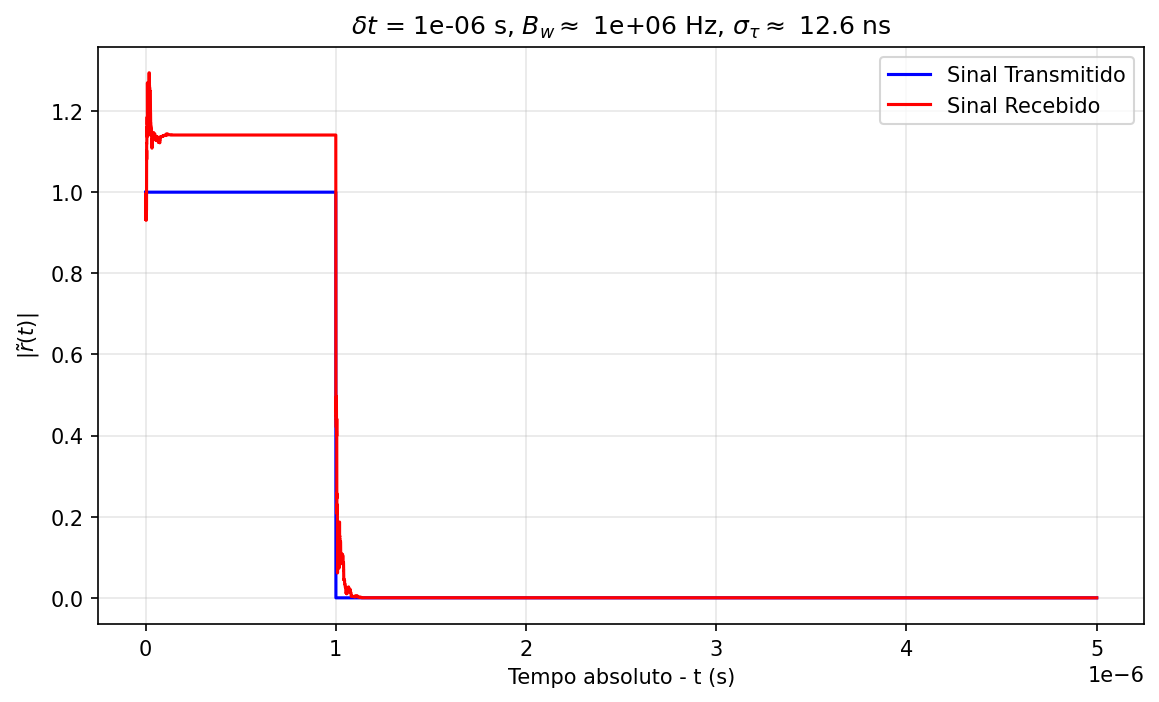 δt = 1e-06 s, B_w ≈ 1e+06 Hz, σ_τ ≈ 12.6 ns
Sinal Transmitido
Sinal Recebido
1.2
1.0
0.8
0.6
0.4
0.2
0.0
|r̃(t)|
0 1 2 3 4 5
1e−6
Tempo absoluto - t (s)